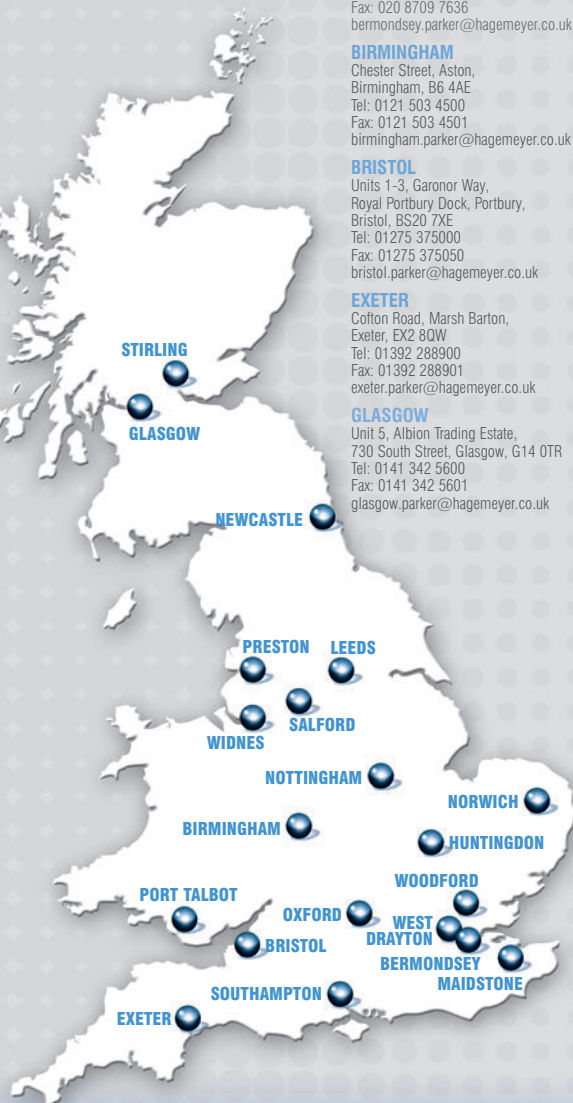 Fax: 020 8709 7636
bermondsey.parker@hagemeyer.co.uk
BIRMINGHAM
Chester Street, Aston,
Birmingham, B6 4AE
Tel: 0121 503 4500
Fax: 0121 503 4501
birmingham.parker@hagemeyer.co.uk
BRISTOL
Units 1-3, Garonor Way,
Royal Portbury Dock, Portbury,
Bristol, BS20 7XE
Tel: 01275 375000
Fax: 01275 375050
bristol.parker@hagemeyer.co.uk
EXETER
Cofton Road, Marsh Barton,
Exeter, EX2 8QW
Tel: 01392 288900
Fax: 01392 288901
exeter.parker@hagemeyer.co.uk
GLASGOW
Unit 5, Albion Trading Estate,
730 South Street, Glasgow, G14 0TR
Tel: 0141 342 5600
Fax: 0141 342 5601
glasgow.parker@hagemeyer.co.uk
STIRLING
GLASGOW
NEWCASTLE
PRESTON
LEEDS
SALFORD
WIDNES
NOTTINGHAM
NORWICH
BIRMINGHAM
HUNTINGDON
WOODFORD
PORT TALBOT
OXFORD
WEST
DRAYTON
BRISTOL
BERMONDSEY
MAIDSTONE
SOUTHAMPTON
EXETER